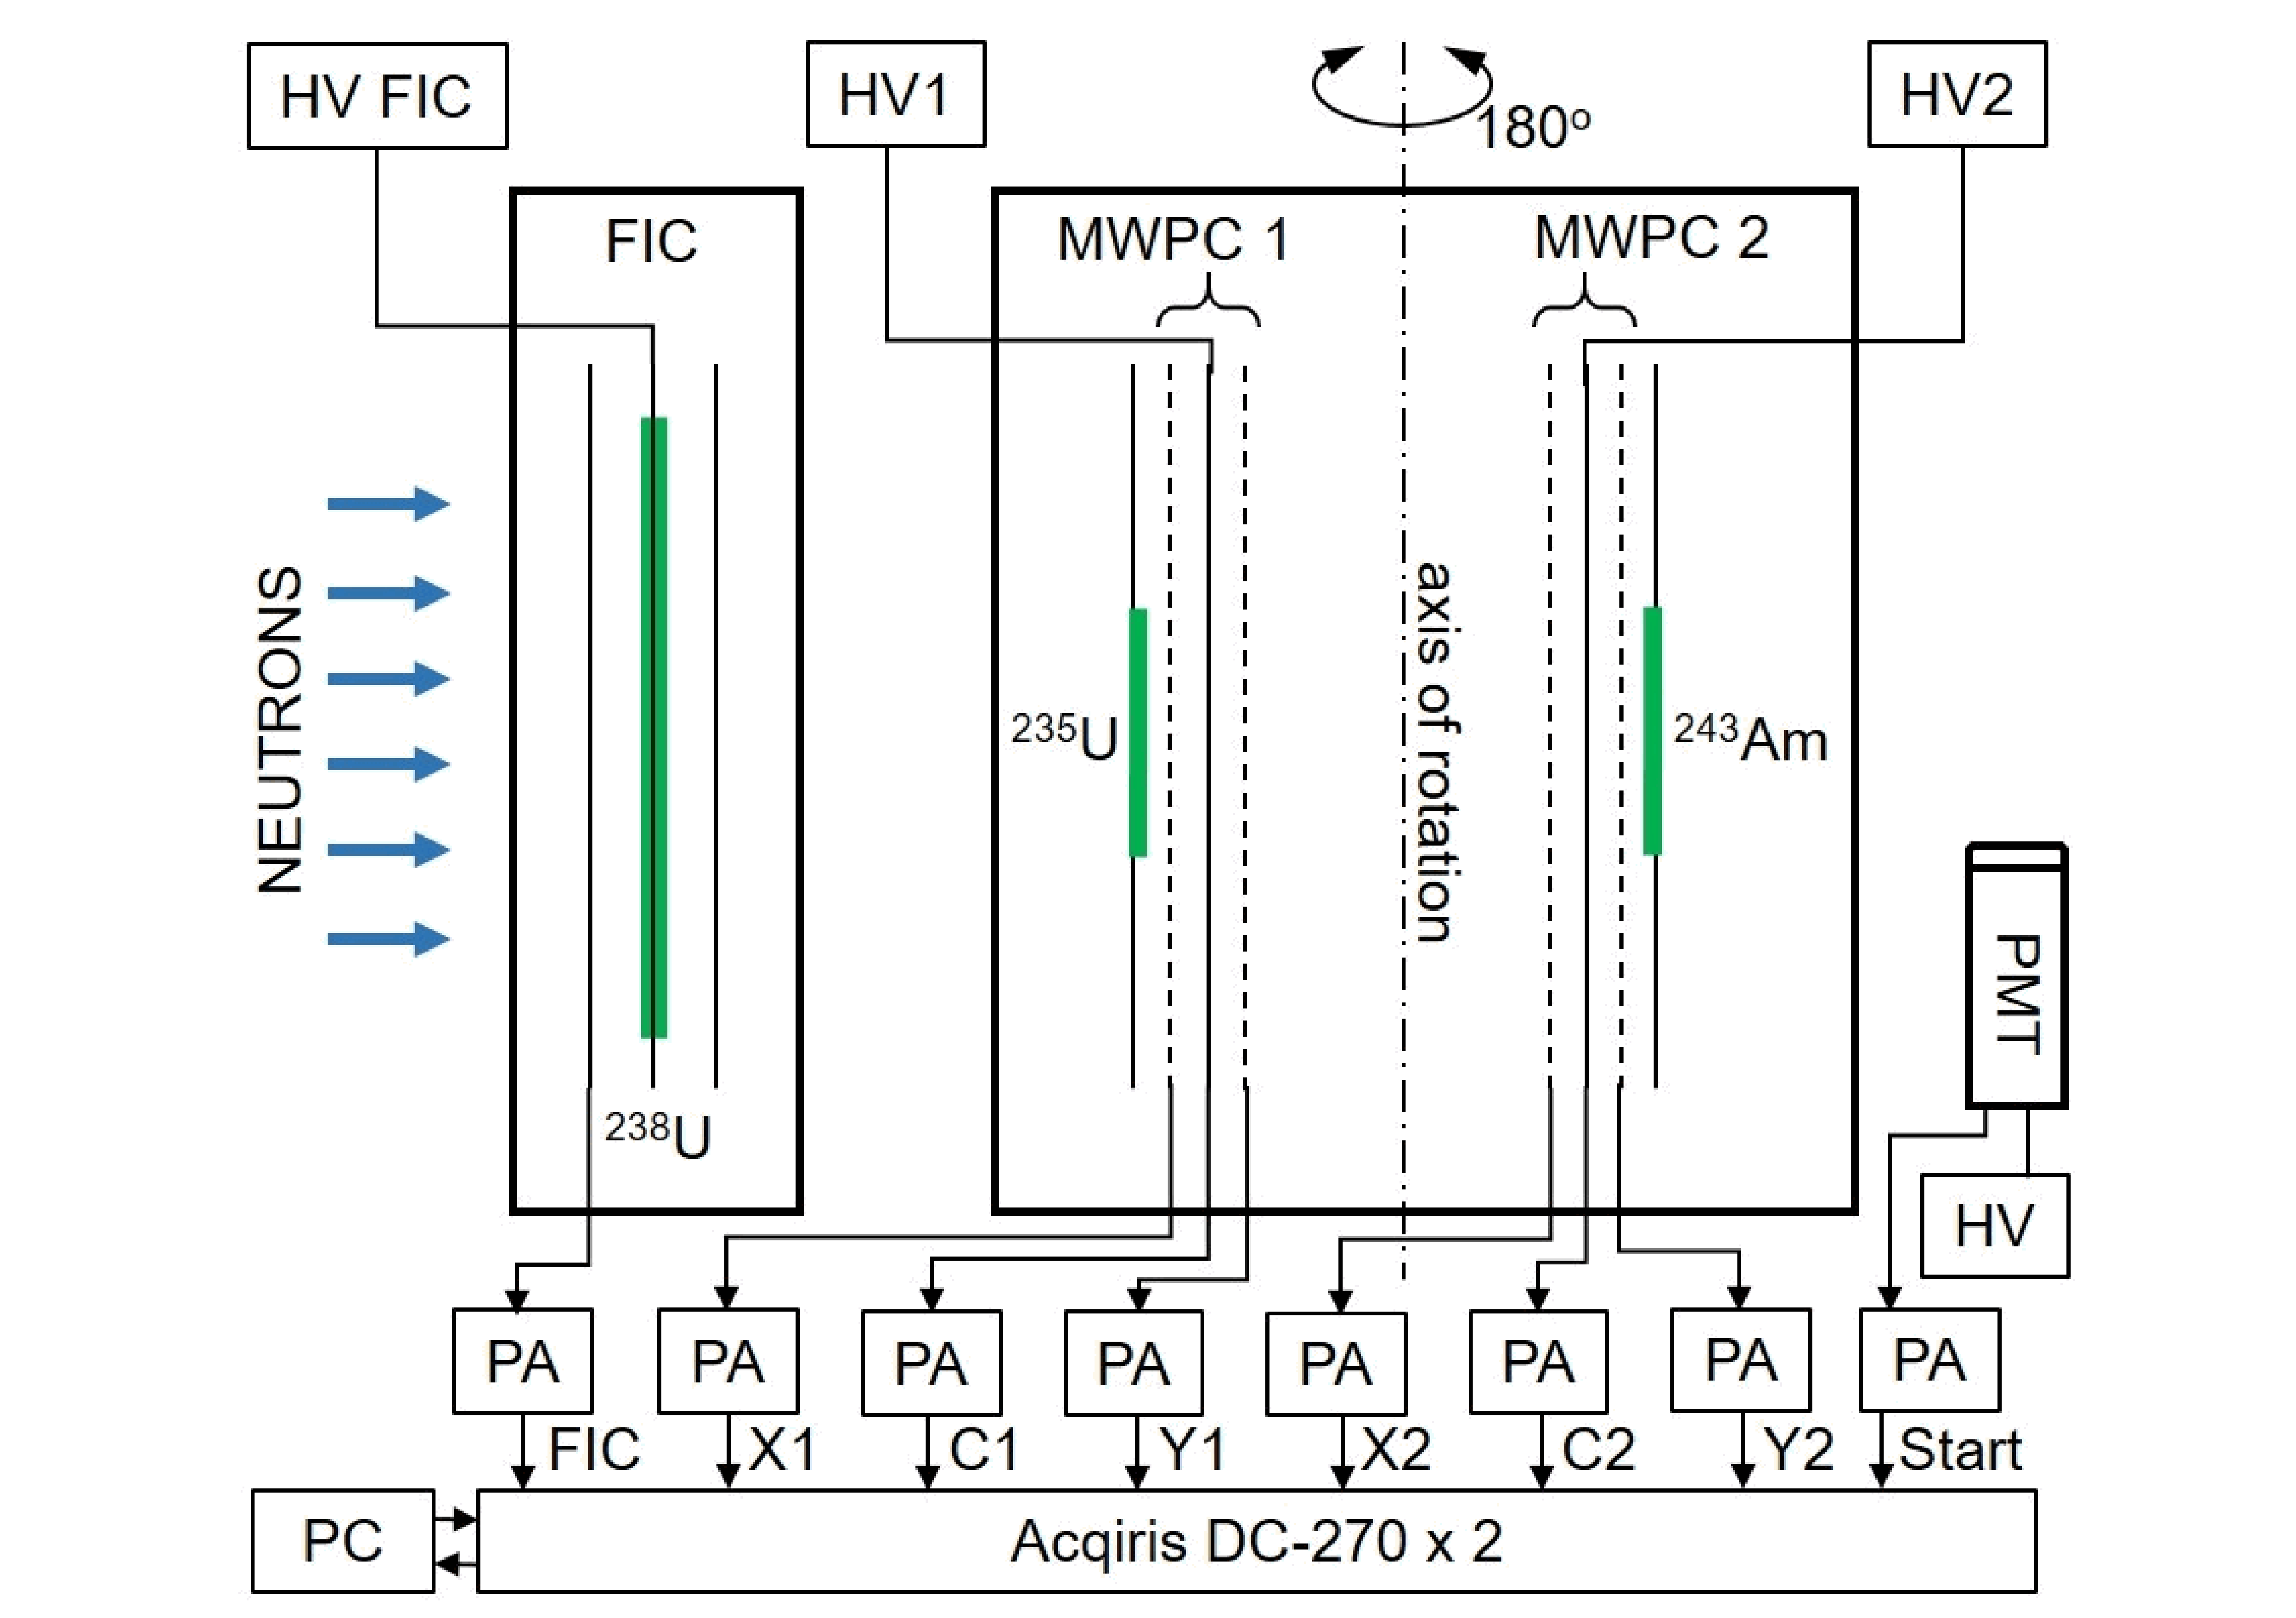 HV FIC
HV1
180º
HV2
FIC
MWPC 1
MWPC 2
NEUTRONS
axis of rotation
²³⁵U
²⁴³Am
PMT
²³⁸U
HV
PA
PA
PA
PA
PA
PA
PA
PA
FIC
X1
C1
Y1
X2
C2
Y2
Start
PC
Acqiris DC-270 x 2